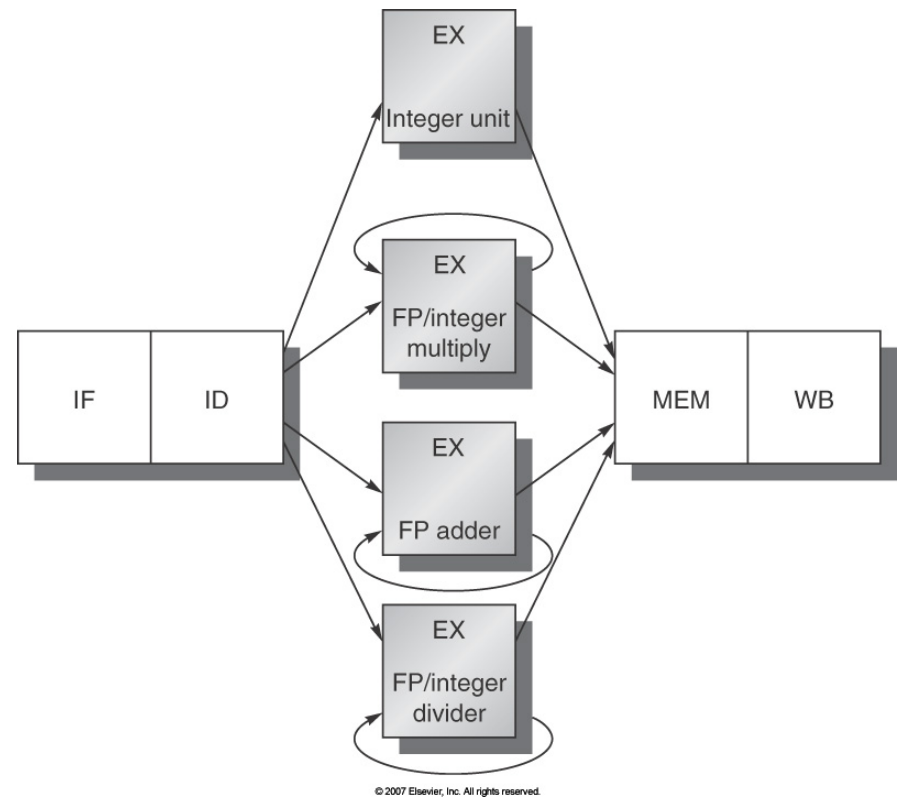 EX
Integer unit
EX
FP/integer
multiply
IF
ID
MEM
WB
EX
FP adder
EX
FP/integer
divider
© 2007 Elsevier, Inc. All rights reserved.